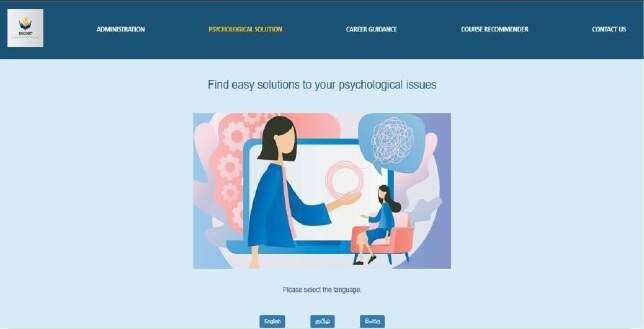 ADMINISTRATION
PSYCHOLOGICAL SOLUTION
CAREER GUIDANCE
COURSE RECOMMENDER
CONTACT US
Find easy solutions to your psychological issues
Please select the language.
English
தமிழ்
සිංහල